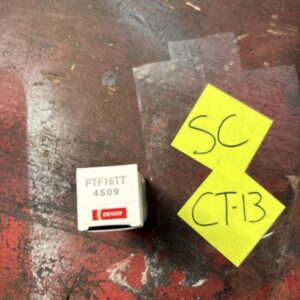 PTF16TT
4509
DENSO
SC
CT-13